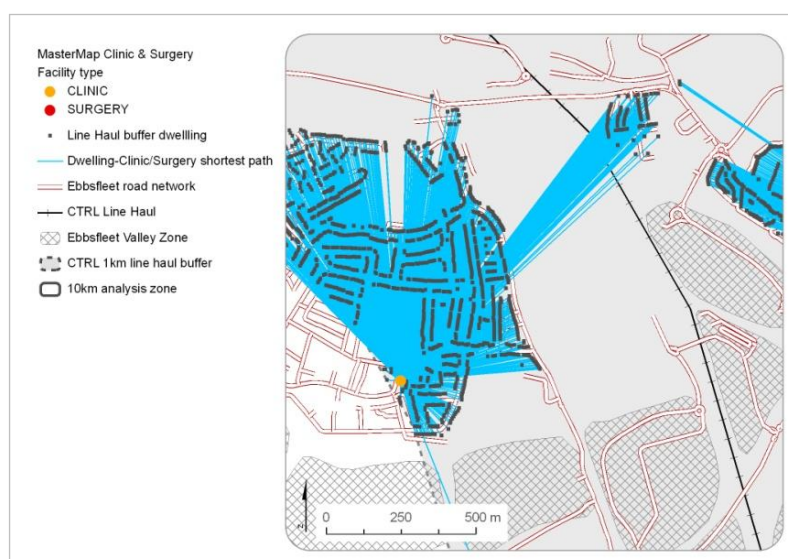 MasterMap Clinic & Surgery
Facility type
CLINIC
SURGERY
Line Haul buffer dwellling
Dwelling-Clinic/Surgery shortest path
Ebbsfleet road network
CTRL Line Haul
Ebbsfleet Valley Zone
CTRL 1km line haul buffer
10km analysis zone
z
0 250 500 m